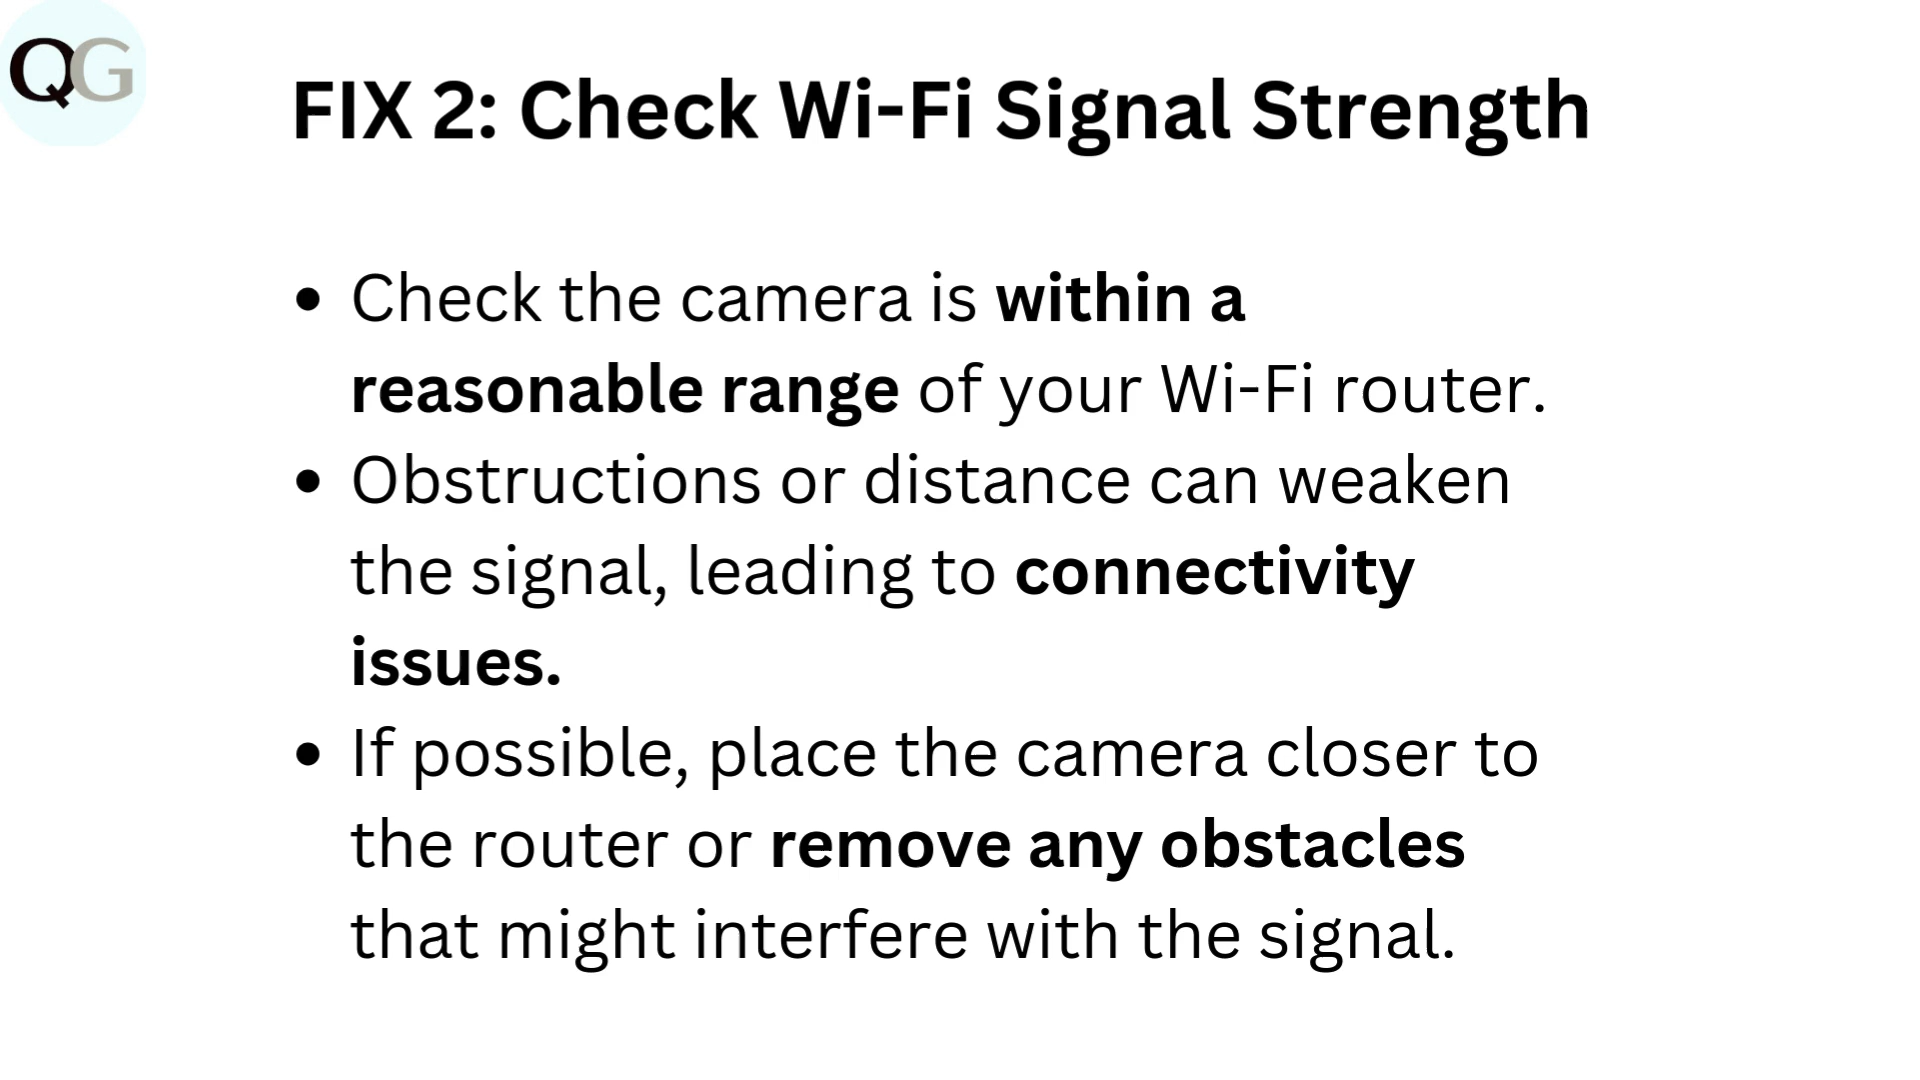 QG
FIX 2: Check Wi-Fi Signal Strength
• Check the camera is within a
reasonable range of your Wi-Fi router.
• Obstructions or distance can weaken
the signal, leading to connectivity
issues.
• If possible, place the camera closer to
the router or remove any obstacles
that might interfere with the signal.